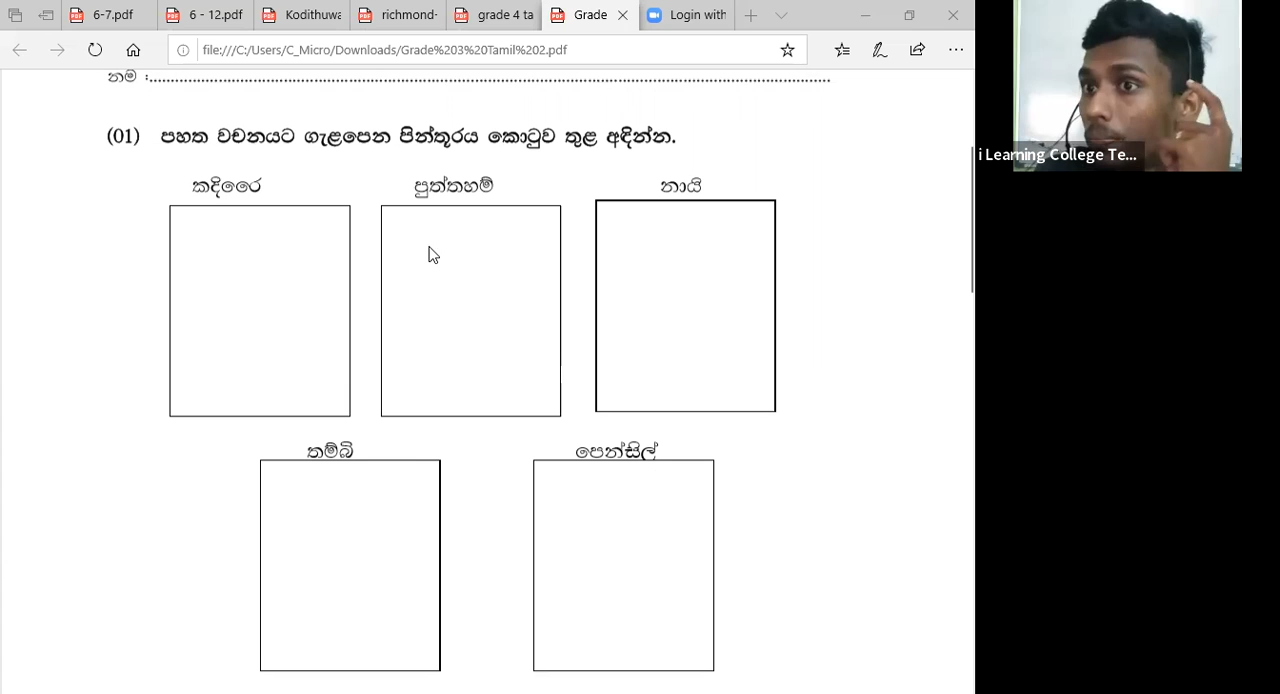 6-7.pdf
6 - 12.pdf
Kodithuwa
richmond-
grade 4 ta
Grade
Login with
file:///C:/Users/C_Micro/Downloads/Grade%203%20Tamil%202.pdf
නම :
(01) පහත වචනයට ගැළපෙන පින්තූරය කොටුව තුළ අඳින්න.
කදිරෛ පුත්තහම් නායි
තම්බි පෙන්සිල්
i Learning College Te...